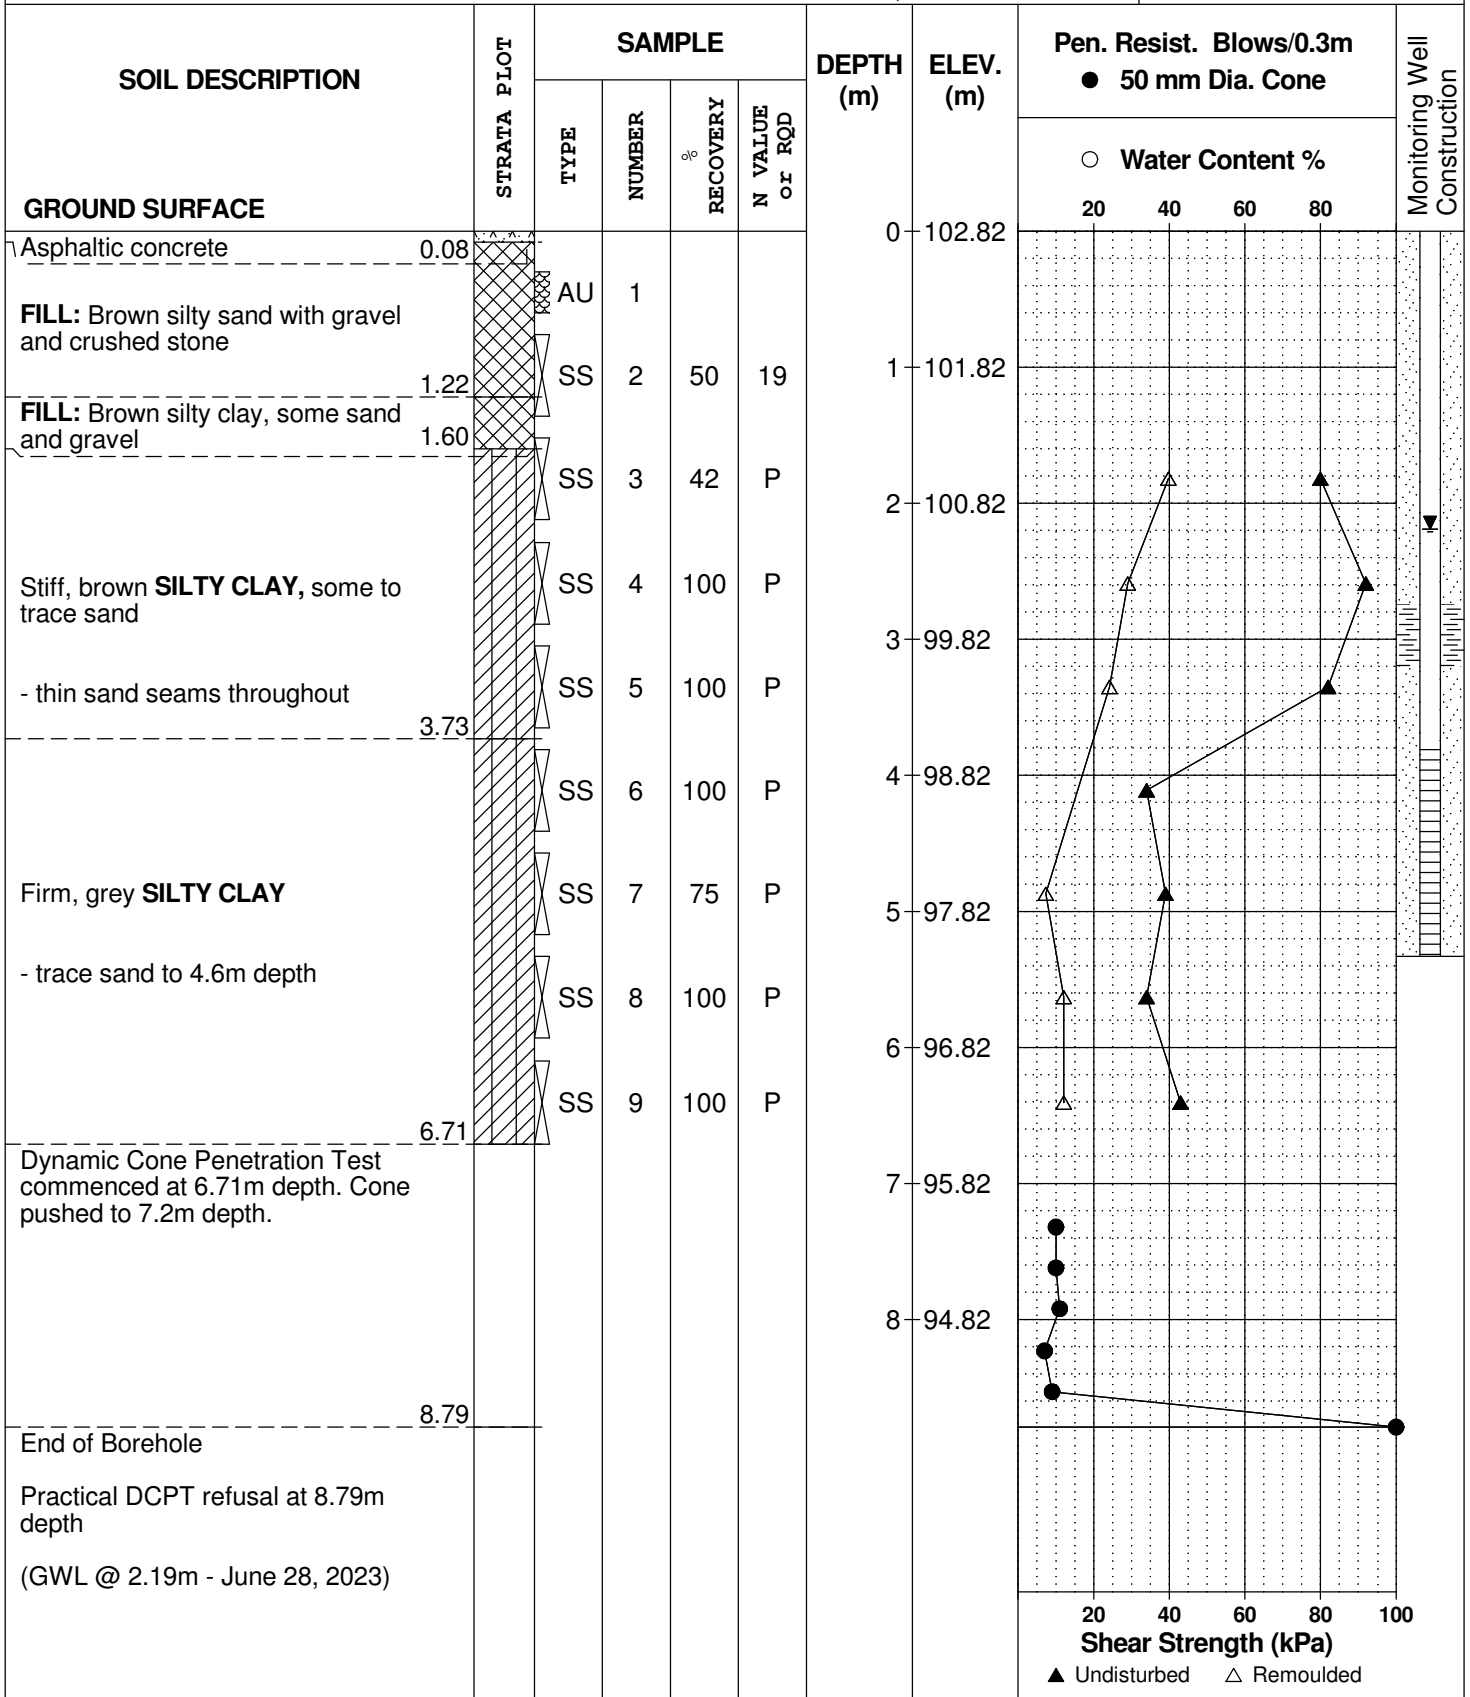 SOIL DESCRIPTION
GROUND SURFACE
STRATA PLOT
SAMPLE
TYPE
NUMBER
% RECOVERY
N VALUE or RQD
DEPTH (m)
ELEV. (m)
Pen. Resist. Blows/0.3m
● 50 mm Dia. Cone
○ Water Content %
20 40 60 80
Monitoring Well
Construction
0 102.82
Asphaltic concrete 0.08
AU 1
FILL: Brown silty sand with gravel
and crushed stone
1.22
SS 2 50 19
1 101.82
FILL: Brown silty clay, some sand
and gravel 1.60
SS 3 42 P
2 100.82
Stiff, brown SILTY CLAY, some to
trace sand
SS 4 100 P
3 99.82
- thin sand seams throughout
SS 5 100 P
3.73
4 98.82
SS 6 100 P
Firm, grey SILTY CLAY
SS 7 75 P
5 97.82
- trace sand to 4.6m depth
SS 8 100 P
6 96.82
SS 9 100 P
6.71
Dynamic Cone Penetration Test
commenced at 6.71m depth. Cone
pushed to 7.2m depth.
7 95.82
8 94.82
8.79
End of Borehole
Practical DCPT refusal at 8.79m
depth
(GWL @ 2.19m - June 28, 2023)
20 40 60 80 100
Shear Strength (kPa)
▲ Undisturbed △ Remoulded